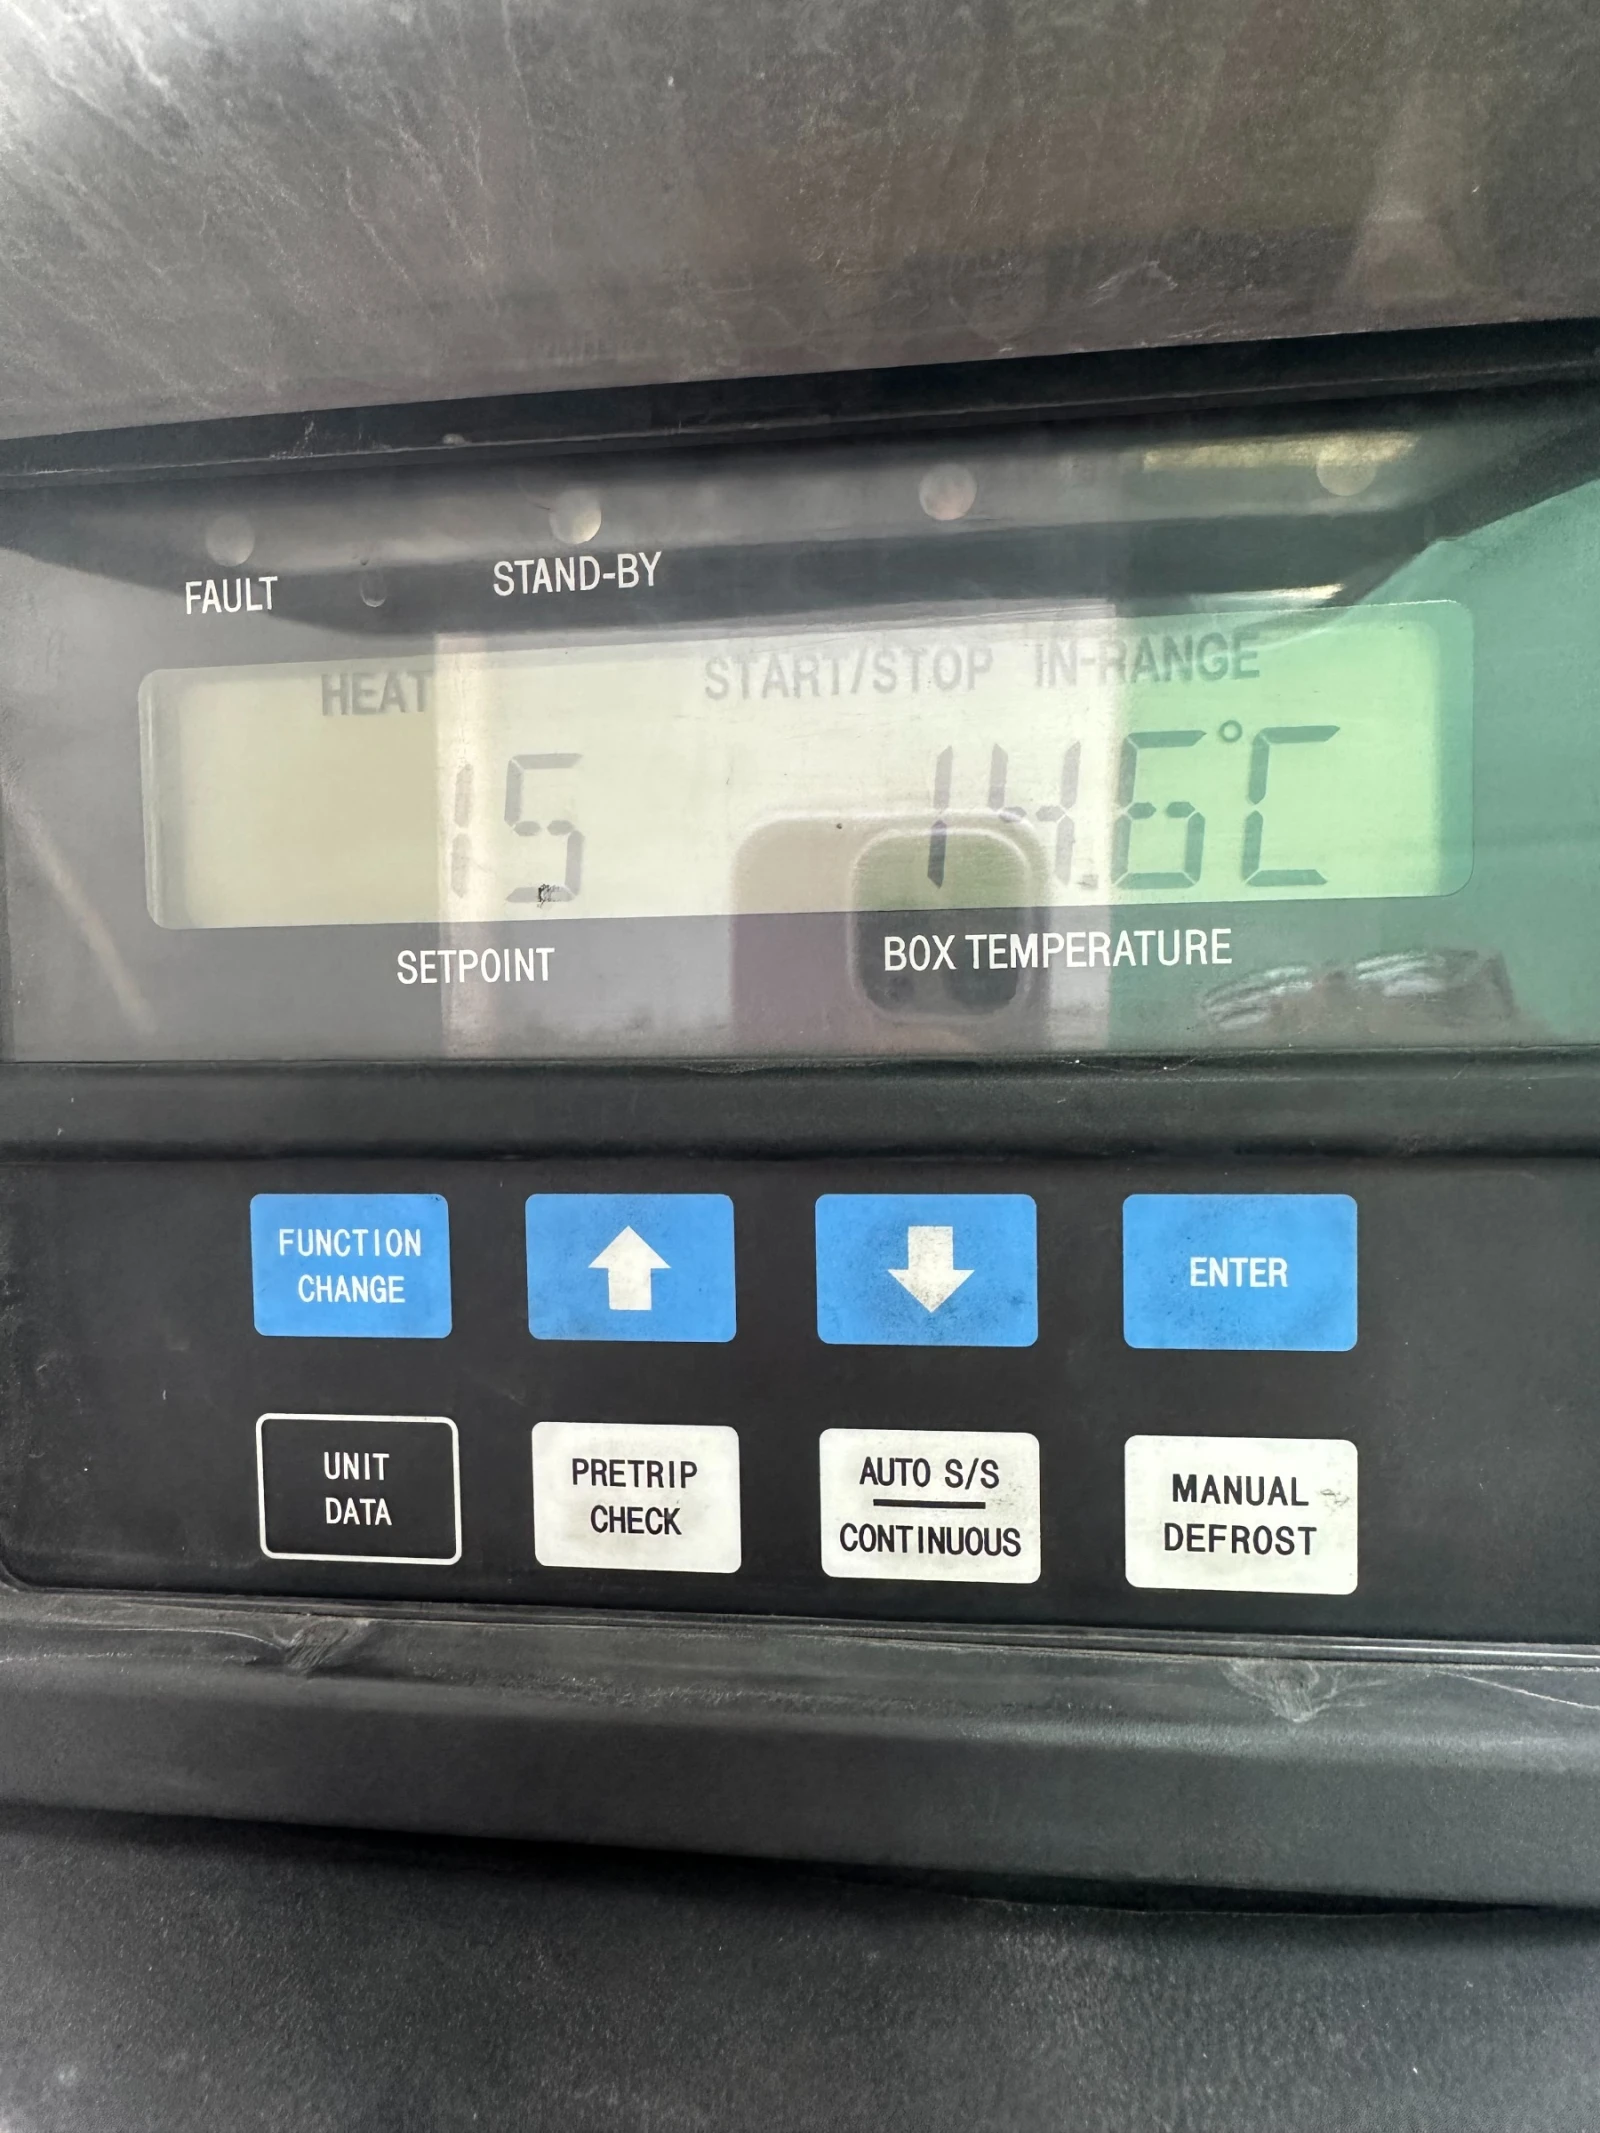 FAULT STAND-BY
HEAT START/STOP IN-RANGE
15 14.6°C
SETPOINT BOX TEMPERATURE
FUNCTION
CHANGE
ENTER
UNIT
DATA
PRETRIP
CHECK
AUTO S/S
CONTINUOUS
MANUAL
DEFROST